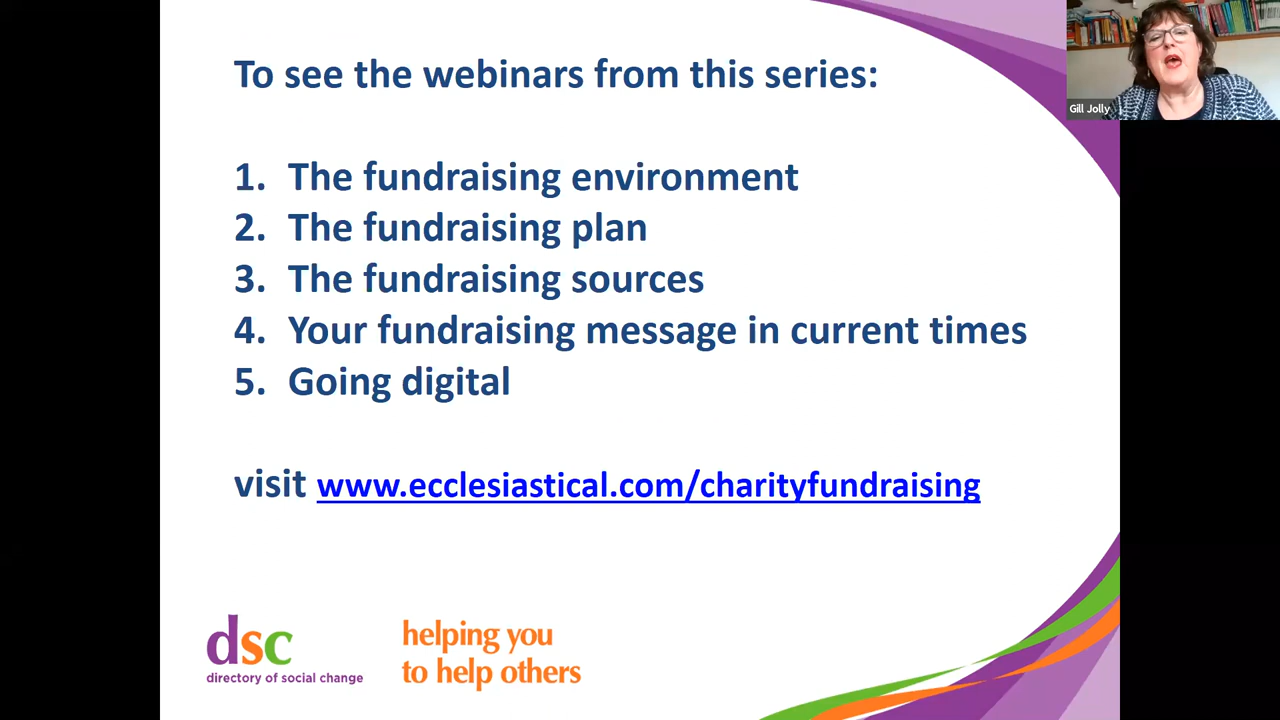 To see the webinars from this series:
1. The fundraising environment
2. The fundraising plan
3. The fundraising sources
4. Your fundraising message in current times
5. Going digital
visit www.ecclesiastical.com/charityfundraising
Gill Jolly
dsc
directory of social change
helping you
to help others